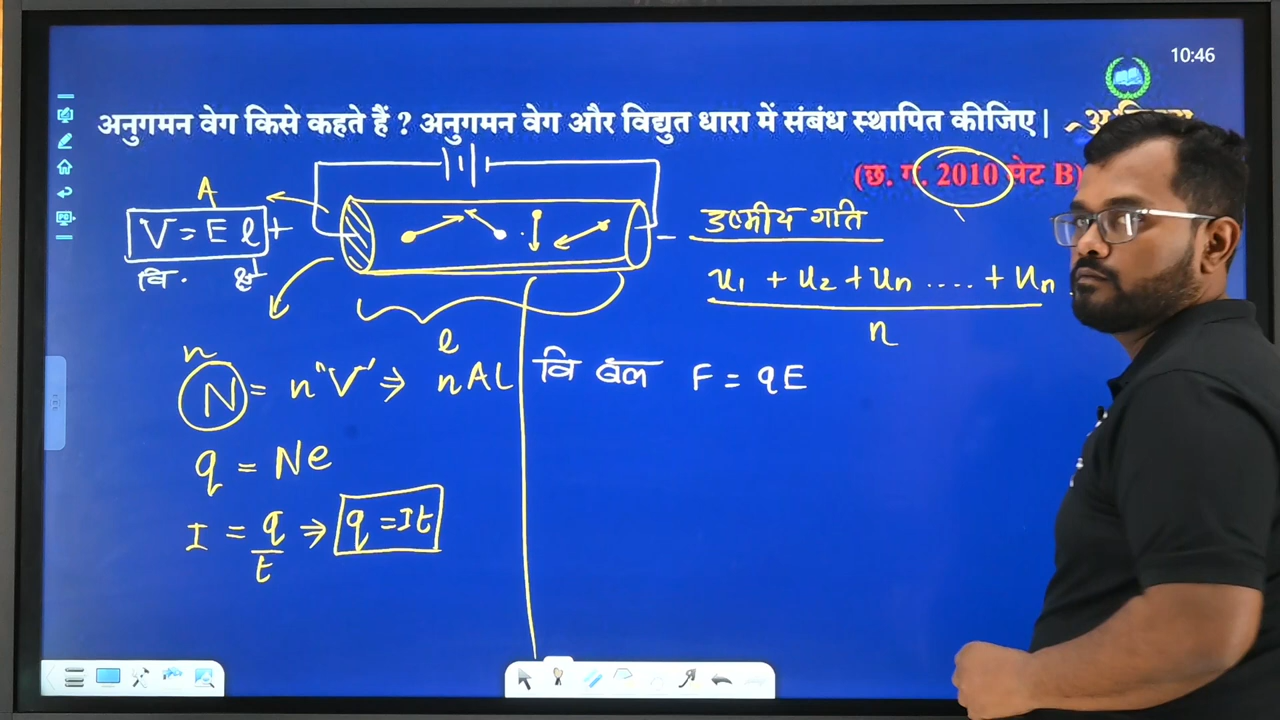 10:46
अनुगमन वेग किसे कहते हैं ? अनुगमन वेग और विद्युत धारा में संबंध स्थापित कीजिए |
(छ. ग. 2010 सेट B)
A
V = E l
+
-
वि.
उष्मीय गति
u₁ + u₂ + uₙ .... + uₙ
n
l
n
N = n"V' ⇒ nAl
वि बल F = qE
q = Ne
I = q/t ⇒ q = It